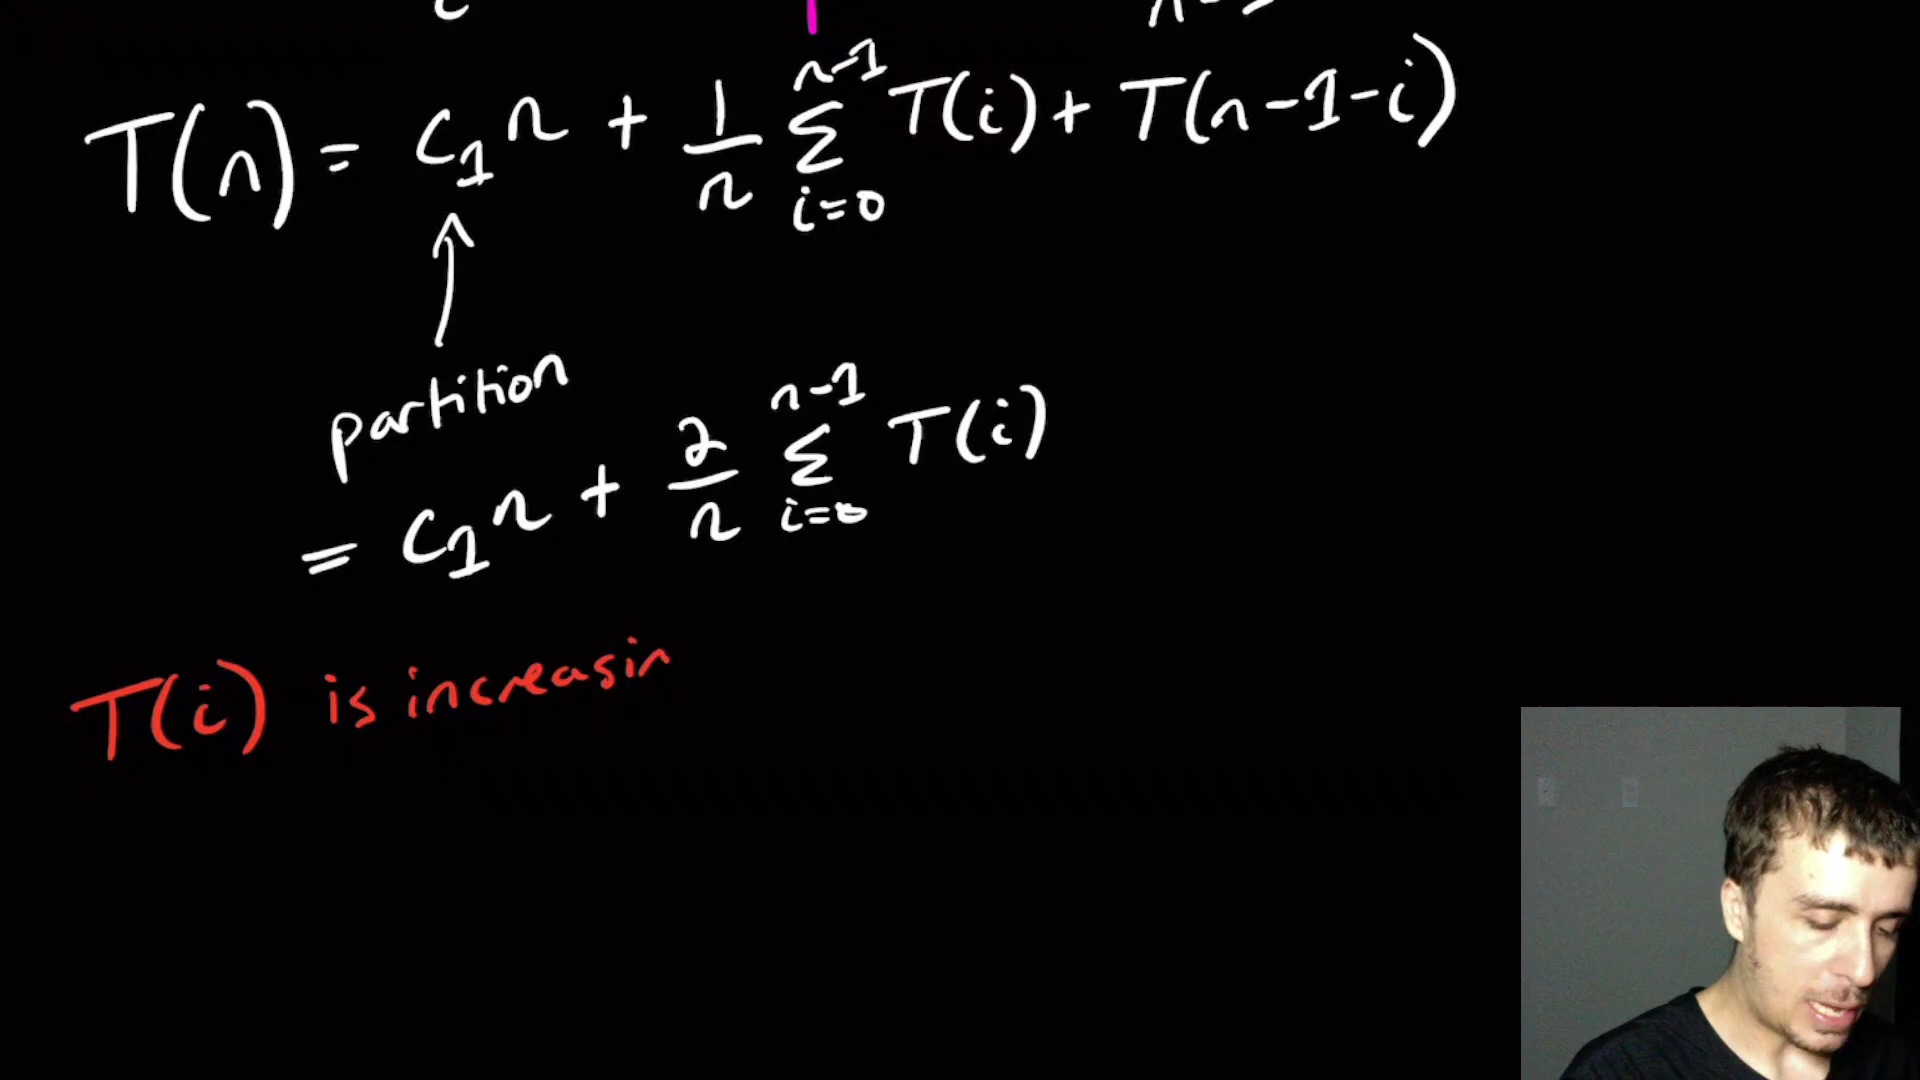 n-1
T(n) = c₁n + 1/n Σ T(i) + T(n-1-i)
i=0
partition
n-1
= c₁n + 2/n Σ T(i)
i=0
T(i) is increasin